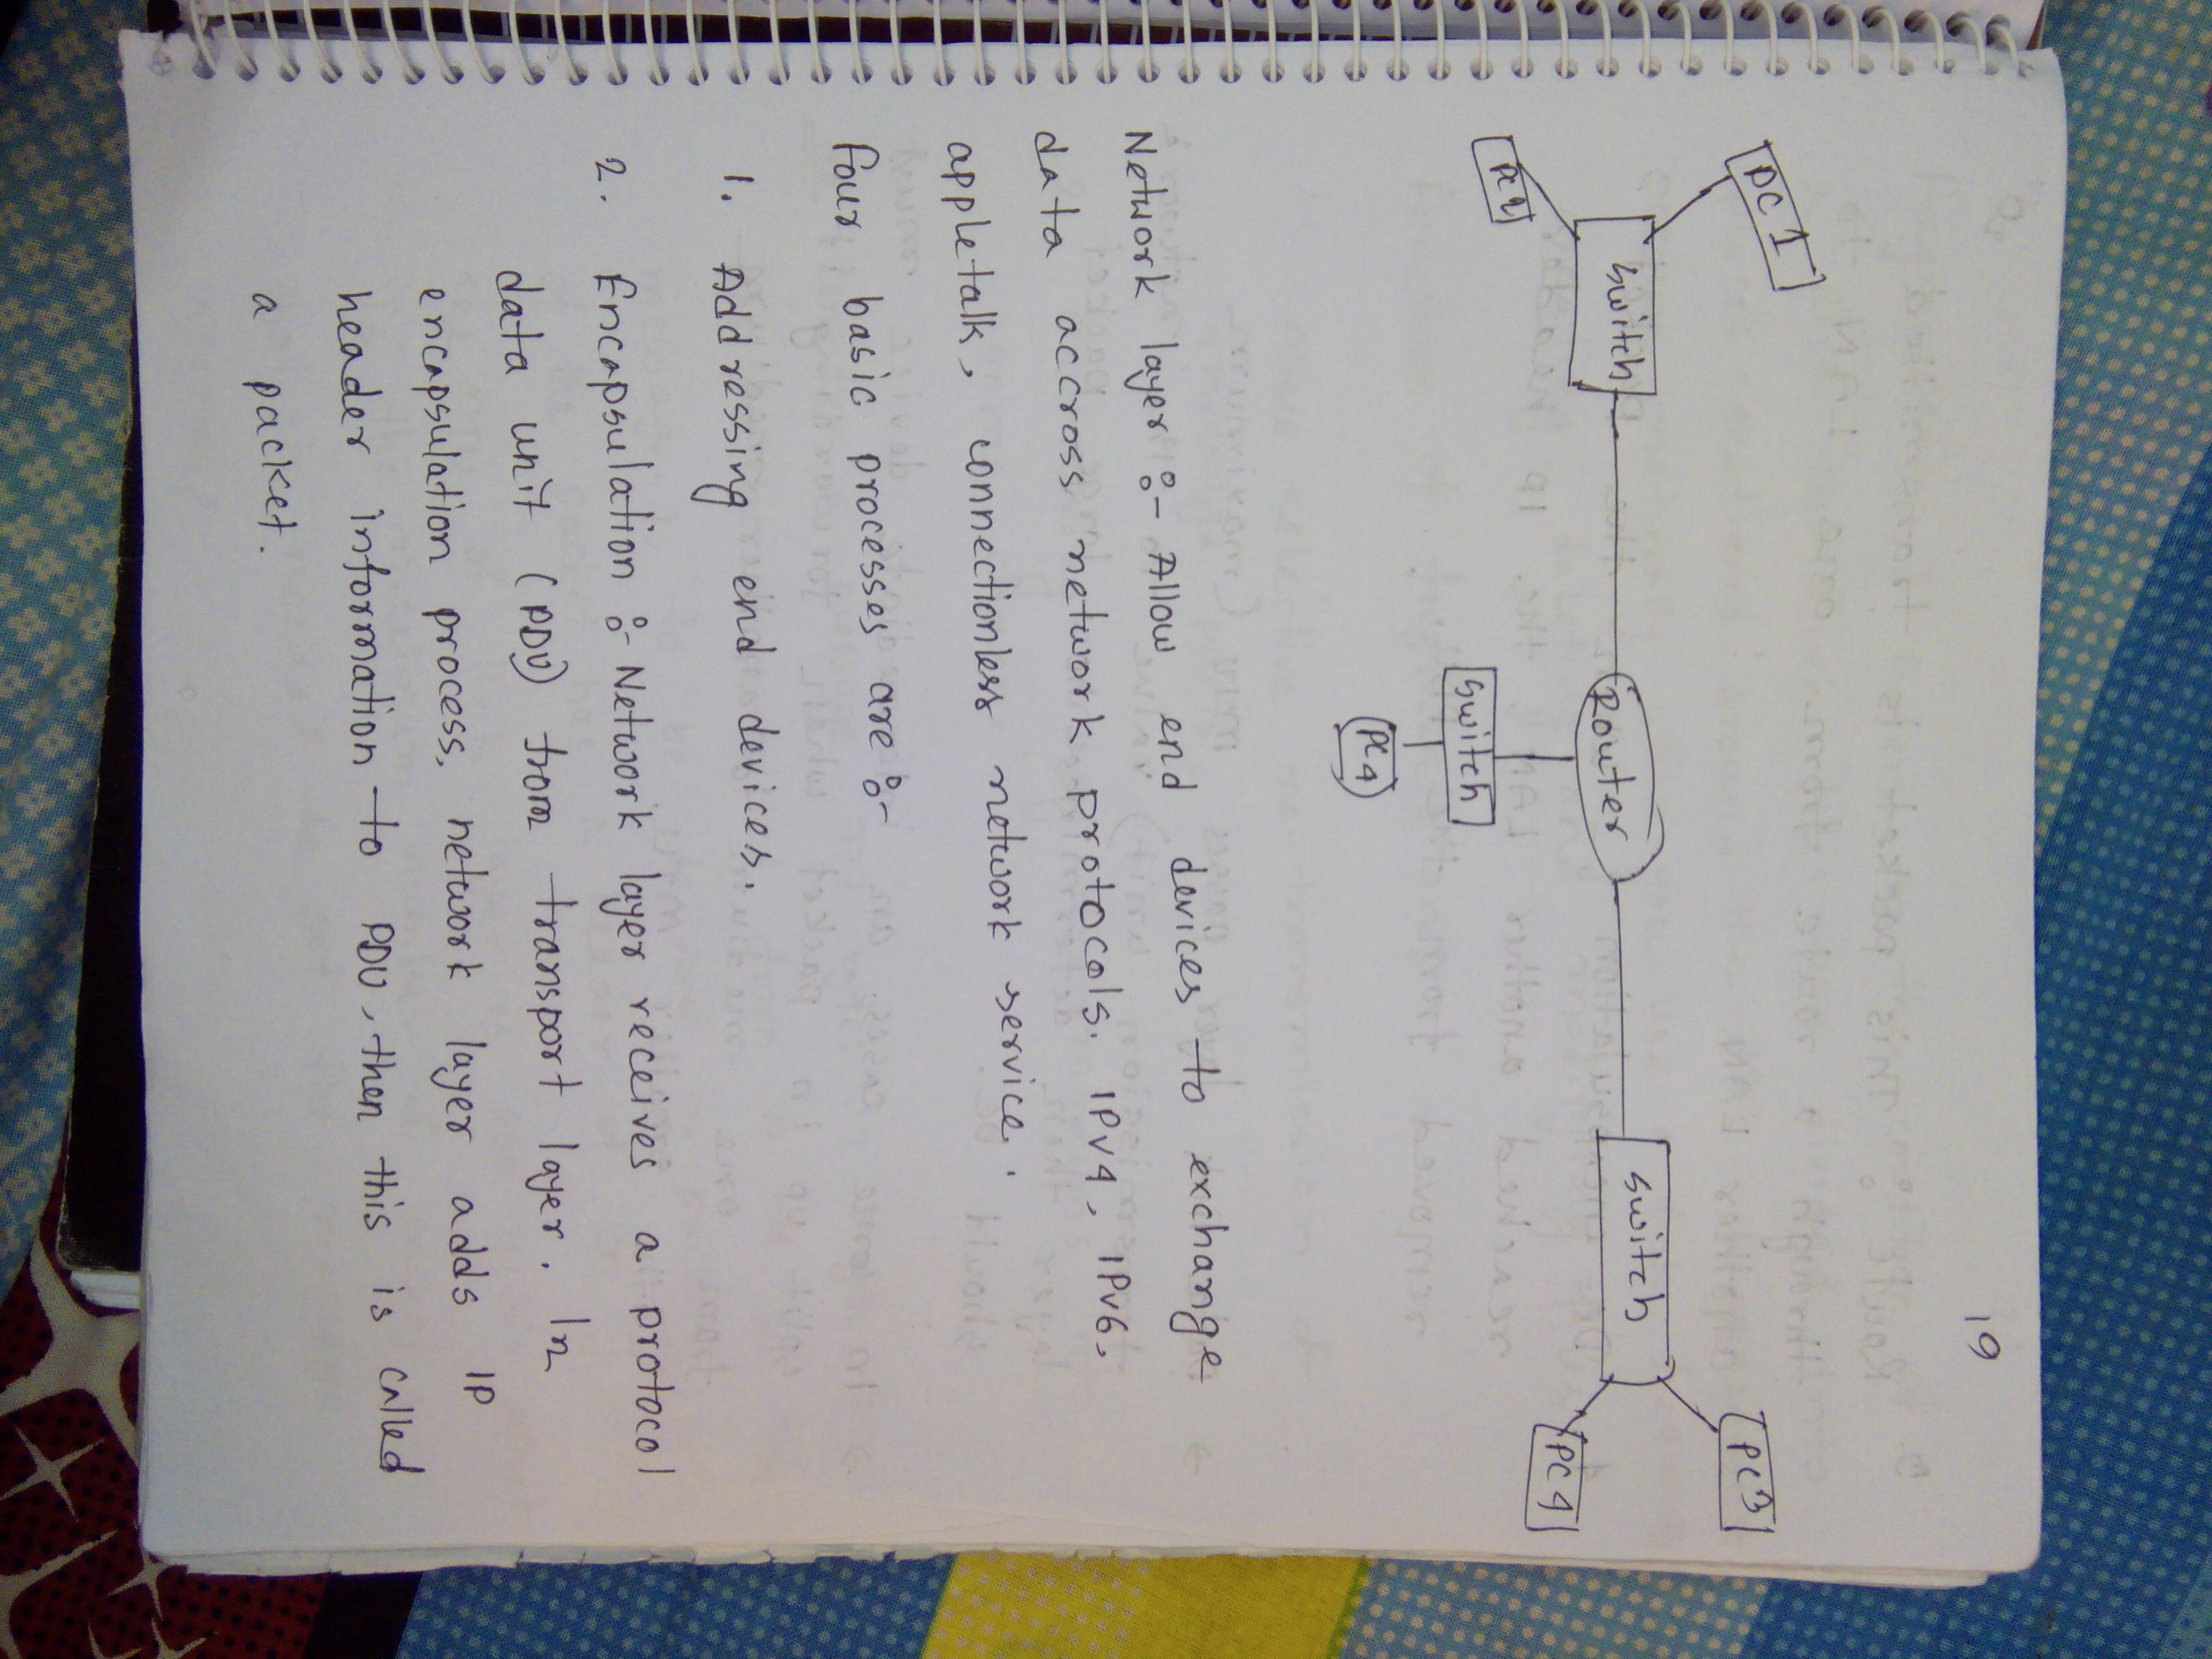 19
PC 1
PC3
Switch
Router
Switch
PC 2
PC 4
Switch
PC 4
Network layer :- Allow end devices to exchange
data accross network protocols. IPv4, IPv6,
appletalk, connectionless network service.
four basic processes are :-
1. Addressing end devices.
2. Encapsulation :- Network layer receives a protocol
data unit (PDU) from transport layer. In
encapsulation process, network layer adds IP
header information to PDU, then this is called
a packet.